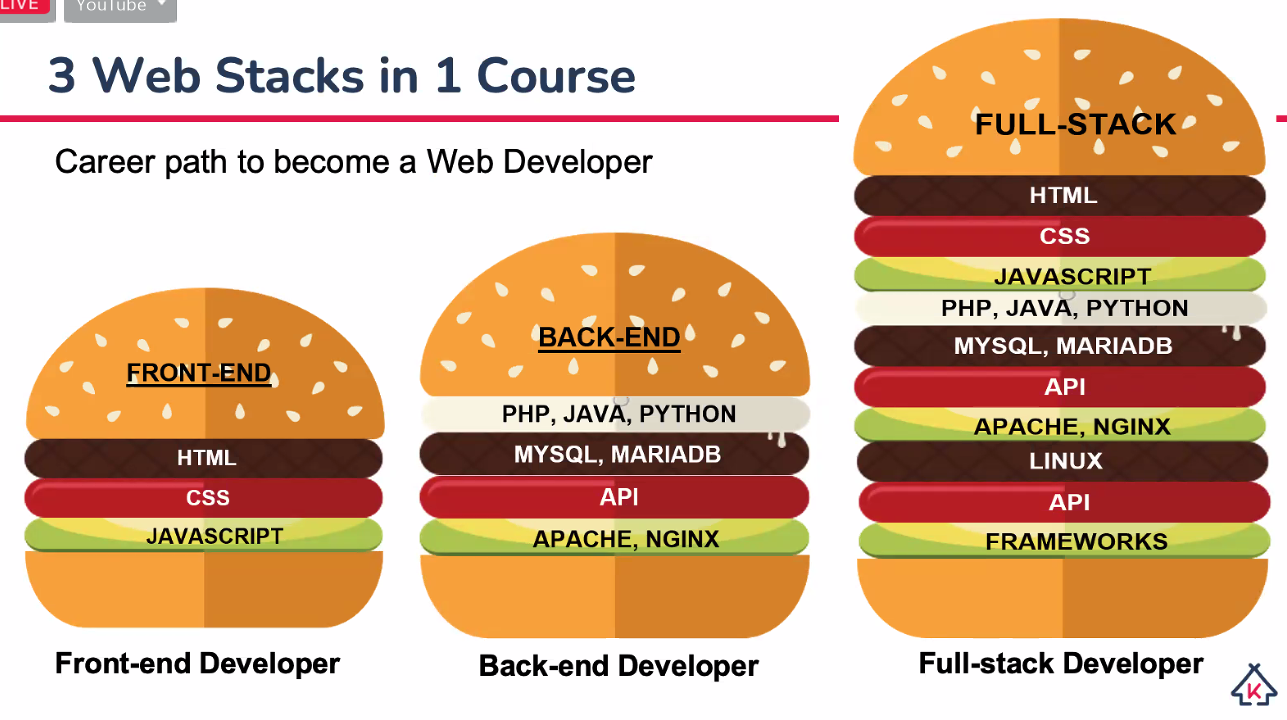 LIVE
YouTube
3 Web Stacks in 1 Course
Career path to become a Web Developer
FRONT-END
HTML
CSS
JAVASCRIPT
Front-end Developer
BACK-END
PHP, JAVA, PYTHON
MYSQL, MARIADB
API
APACHE, NGINX
Back-end Developer
FULL-STACK
HTML
CSS
JAVASCRIPT
PHP, JAVA, PYTHON
MYSQL, MARIADB
API
APACHE, NGINX
LINUX
API
FRAMEWORKS
Full-stack Developer
K